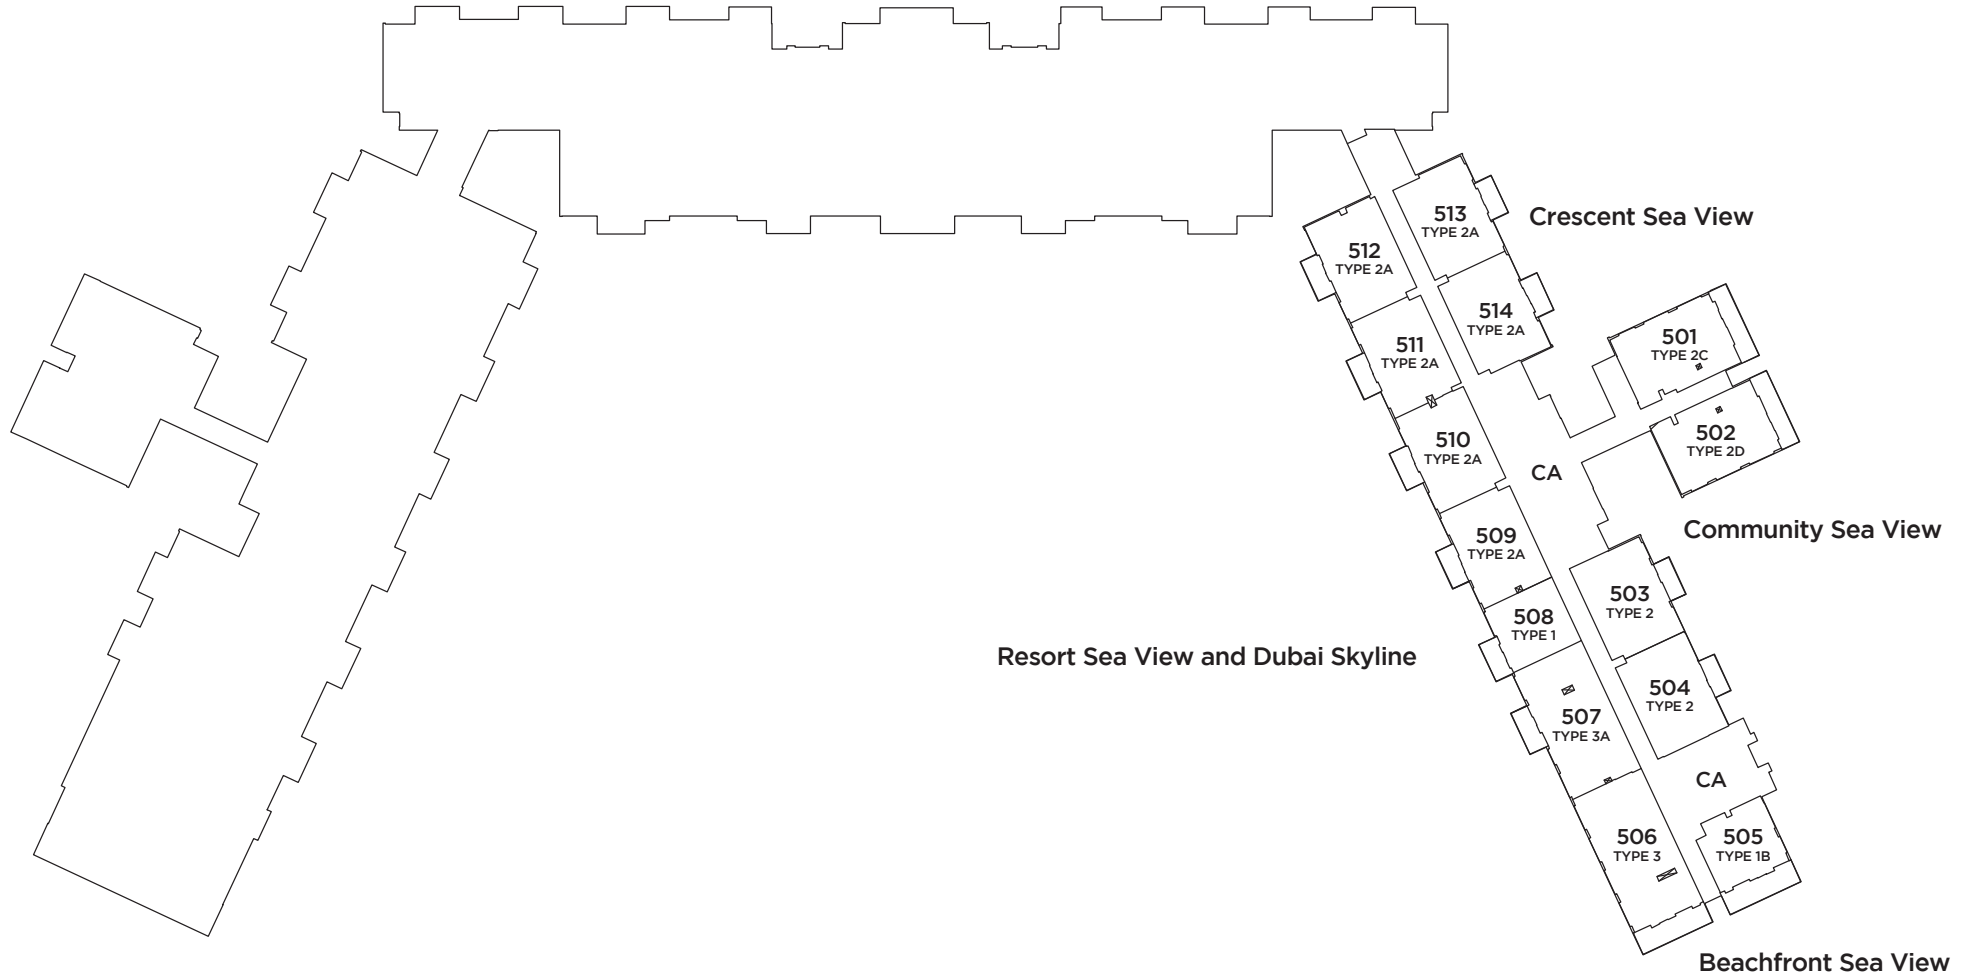 513
TYPE 2A
Crescent Sea View
512
TYPE 2A
514
TYPE 2A
501
TYPE 2C
511
TYPE 2A
502
TYPE 2D
510
TYPE 2A
CA
Community Sea View
509
TYPE 2A
503
TYPE 2
508
TYPE 1
Resort Sea View and Dubai Skyline
504
TYPE 2
507
TYPE 3A
CA
506
TYPE 3
505
TYPE 1B
Beachfront Sea View